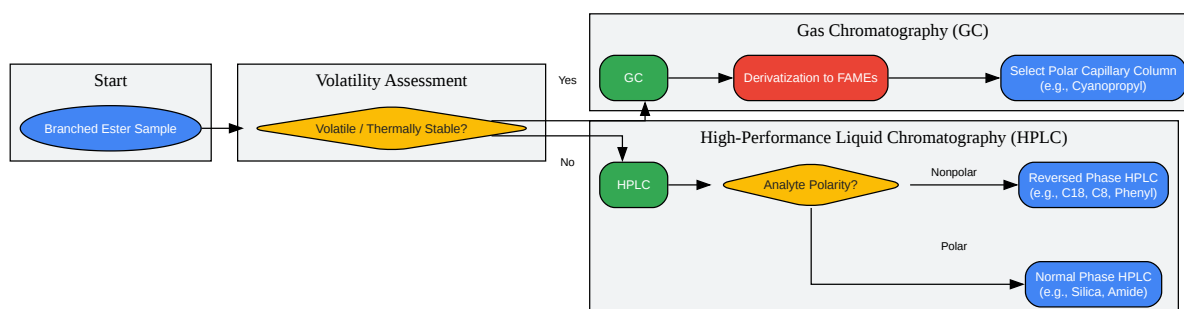 Gas Chromatography (GC)
Start
Volatility Assessment
Yes
GC
Derivatization to FAMEs
Select Polar Capillary Column
(e.g., Cyanopropyl)
Branched Ester Sample
Volatile / Thermally Stable?
High-Performance Liquid Chromatography (HPLC)
No
HPLC
Analyte Polarity?
Nonpolar
Reversed Phase HPLC
(e.g., C18, C8, Phenyl)
Polar
Normal Phase HPLC
(e.g., Silica, Amide)